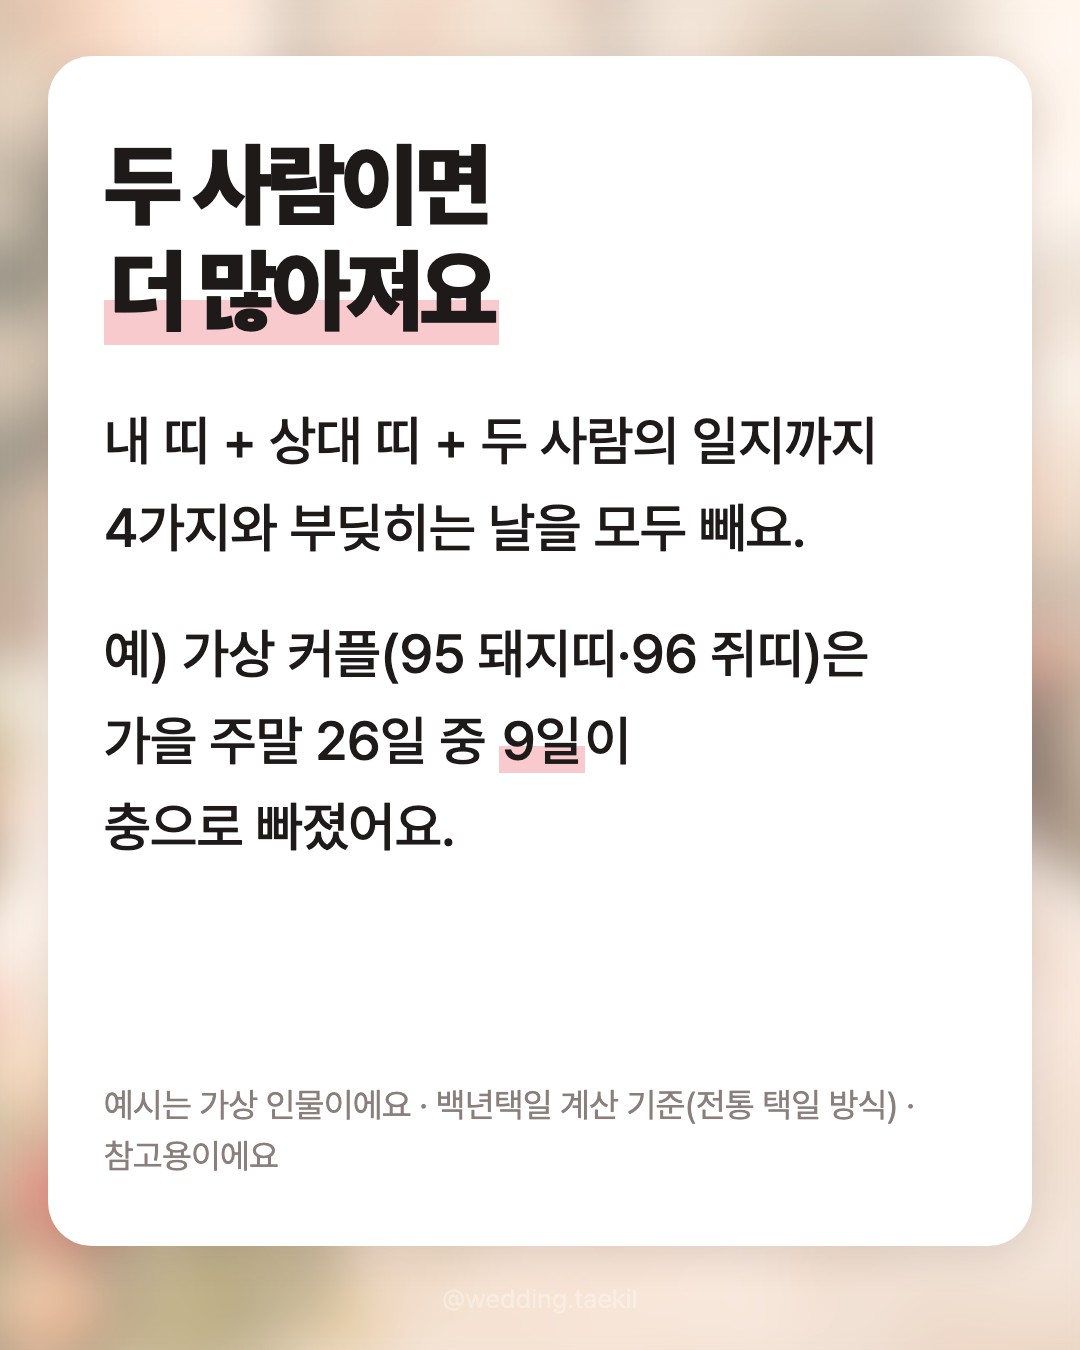 두 사람이면
더 많아져요
내 띠 + 상대 띠 + 두 사람의 일지까지
4가지와 부딪히는 날을 모두 빼요.
예) 가상 커플(95 돼지띠·96 쥐띠)은
가을 주말 26일 중 9일이
충으로 빠졌어요.
예시는 가상 인물이에요 · 백년택일 계산 기준(전통 택일 방식) ·
참고용이에요
@wedding.taekil